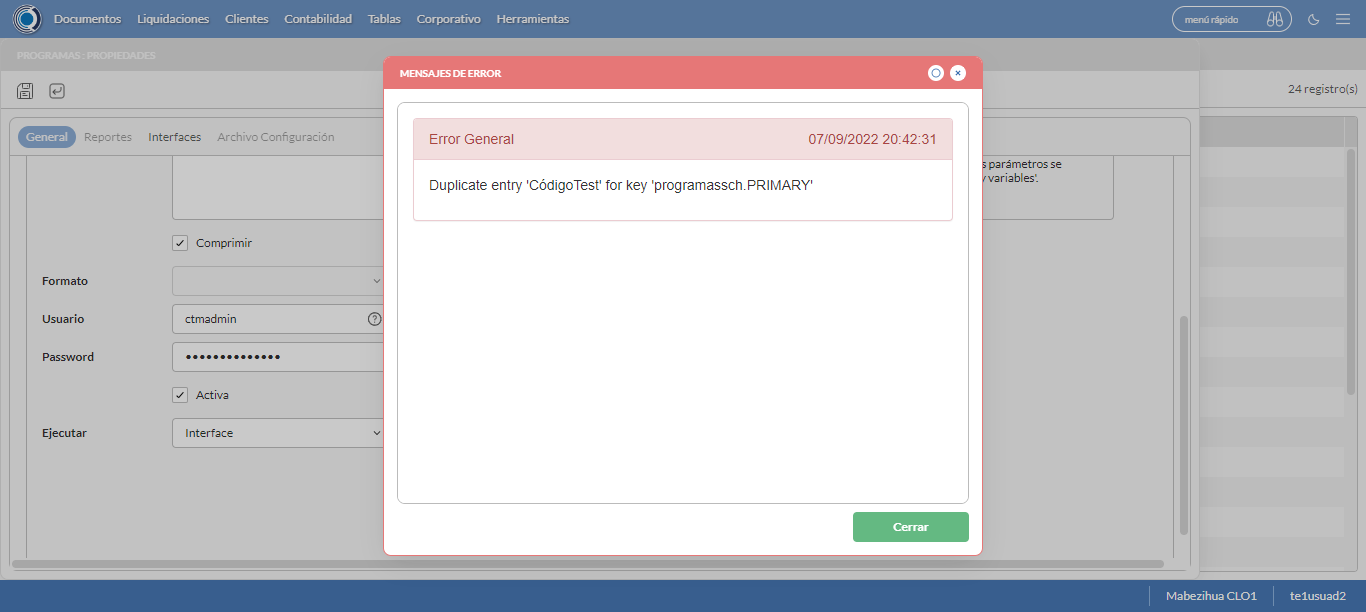 Documentos Liquidaciones Clientes Contabilidad Tablas Corporativo Herramientas menú rápido
PROGRAMAS : PROPIEDADES
24 registro(s)
General Reportes Interfaces Archivo Configuración
MENSAJES DE ERROR
Error General 07/09/2022 20:42:31
Duplicate entry 'CódigoTest' for key 'programassch.PRIMARY'
s parámetros se
variables'.
Comprimir
Formato
Usuario ctmadmin
Password ••••••••••••••
Activa
Ejecutar Interface
Cerrar
Mabezihua CLO1 te1usuad2